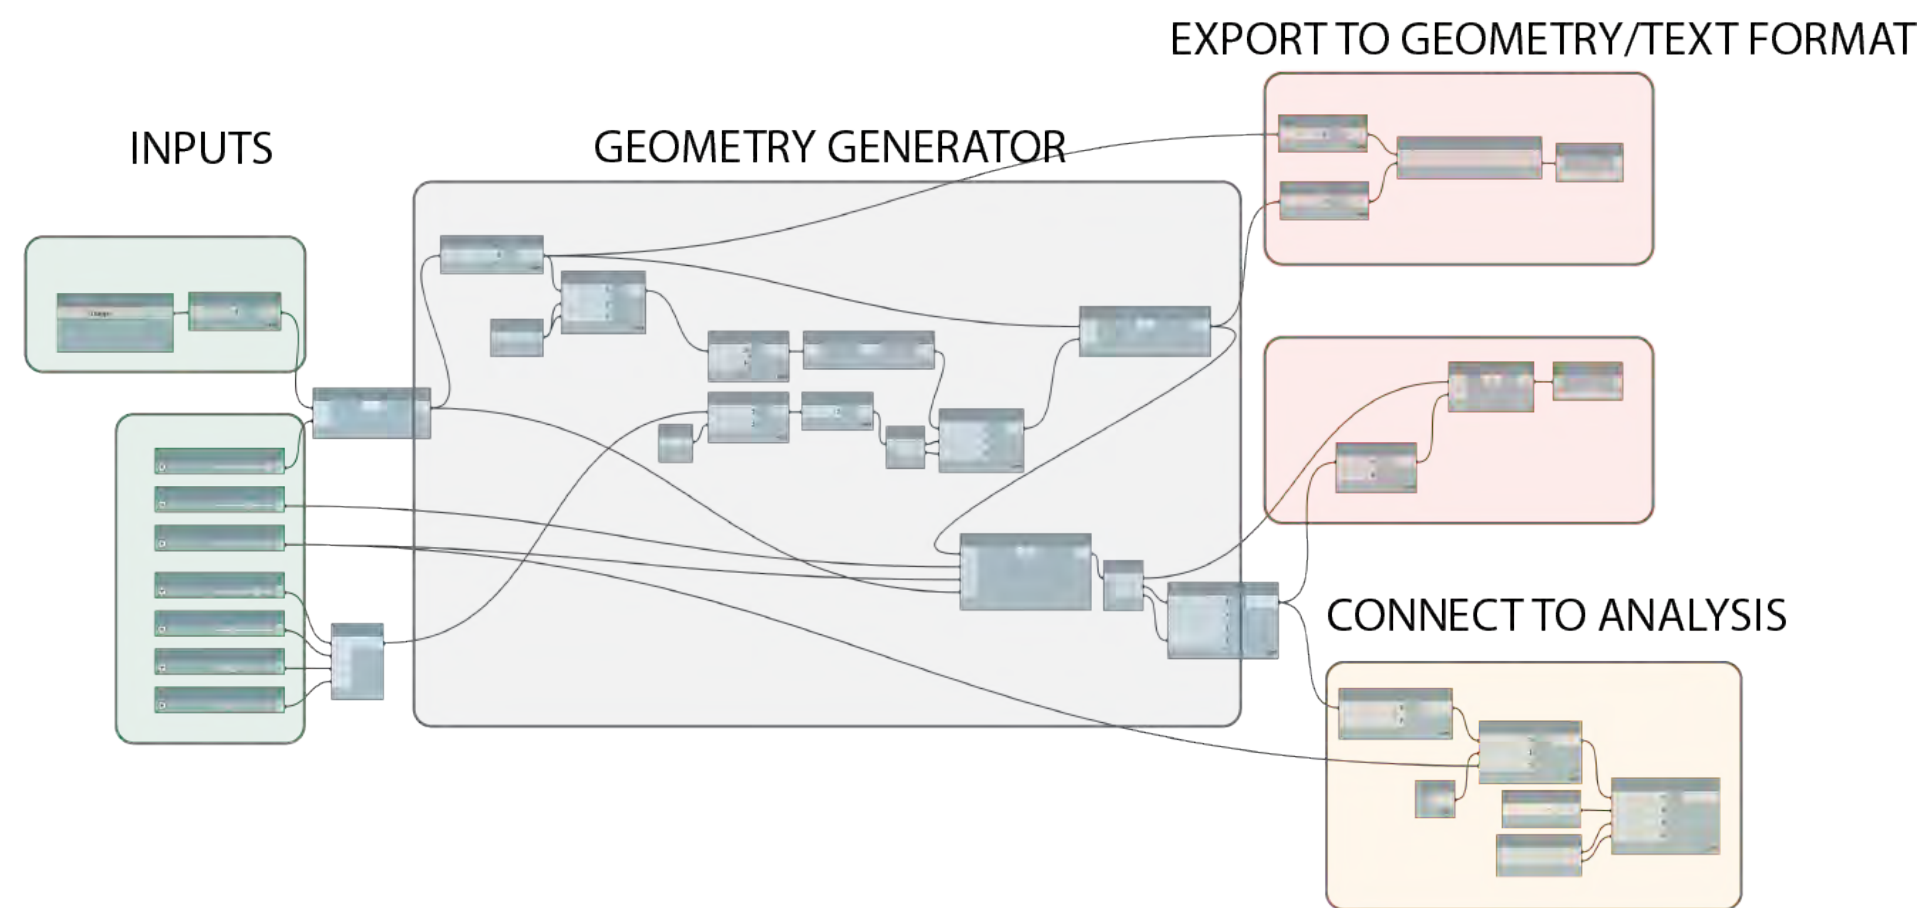 EXPORT TO GEOMETRY/TEXT FORMAT
INPUTS
GEOMETRY GENERATOR
CONNECT TO ANALYSIS